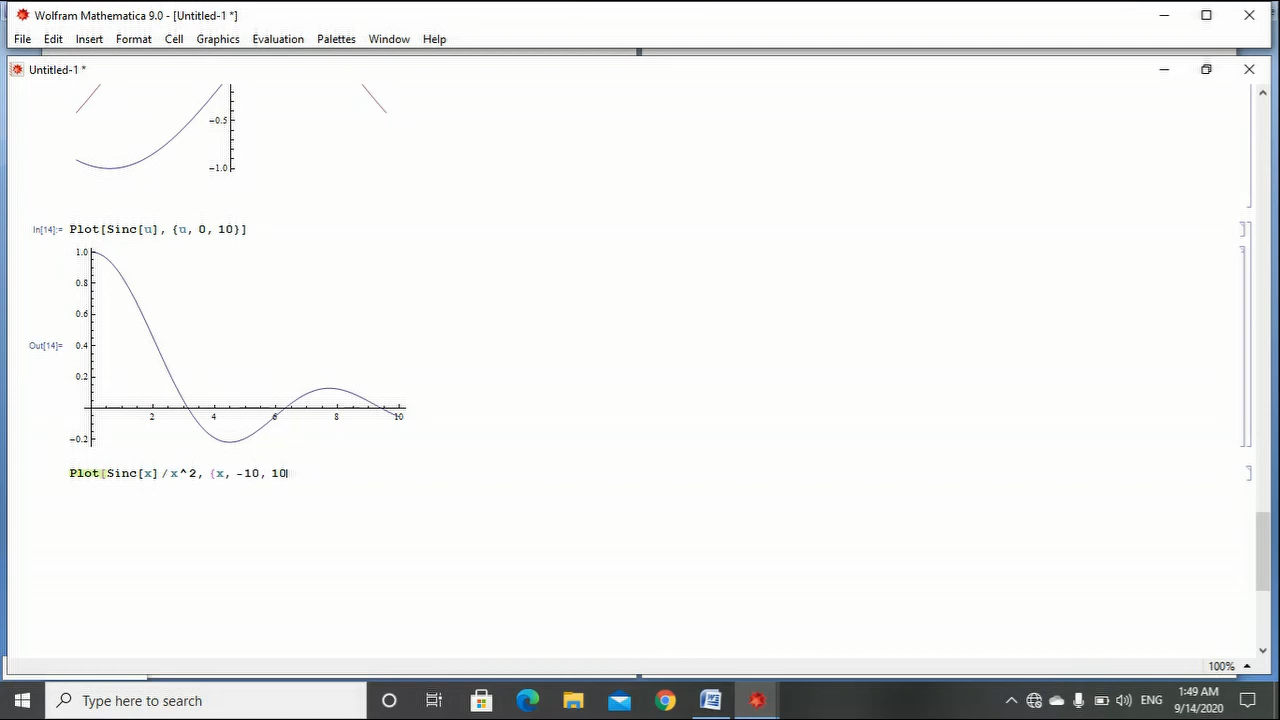 Wolfram Mathematica 9.0 - [Untitled-1 *]
File Edit Insert Format Cell Graphics Evaluation Palettes Window Help
Untitled-1 *
-0.5
-1.0
In[14]:= Plot[Sinc[u], {u, 0, 10}]
1.0
0.8
0.6
Out[14]= 0.4
0.2
2 4 6 8 10
-0.2
Plot[Sinc[x]/x^2, {x, -10, 10
100%
Type here to search
ENG
1:49 AM
9/14/2020